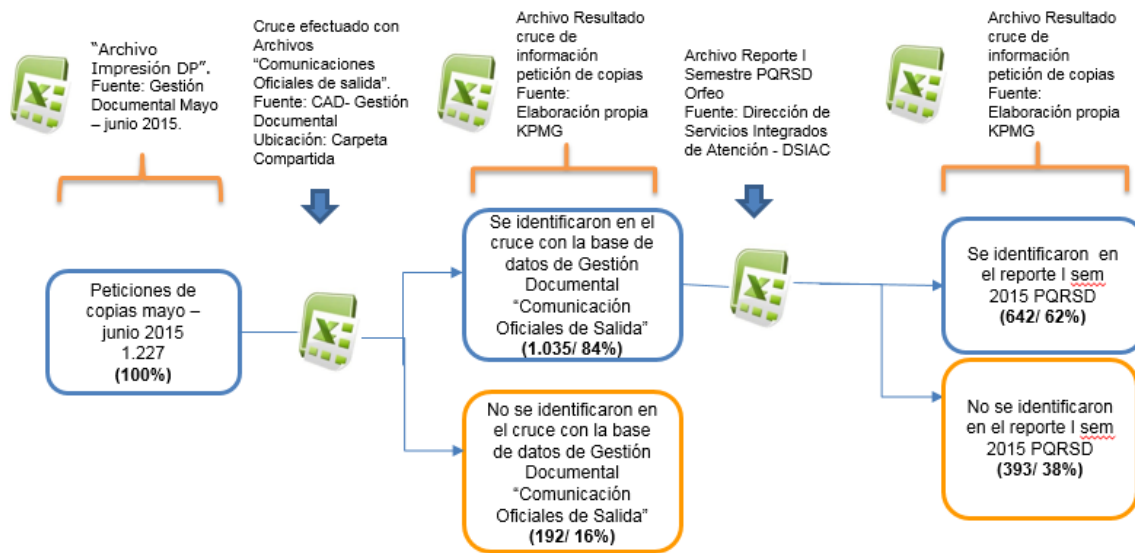 “Archivo
Impresión DP”.
Fuente: Gestión
Documental Mayo
– junio 2015.
Cruce efectuado con
Archivos
“Comunicaciones
Oficiales de salida”.
Fuente: CAD- Gestión
Documental
Ubicación: Carpeta
Compartida
Archivo Resultado
cruce de
información
petición de copias
Fuente:
Elaboración propia
KPMG
Archivo Reporte I
Semestre PQRSD
Orfeo
Fuente: Dirección de
Servicios Integrados
de Atención - DSIAC
Archivo Resultado
cruce de
información
petición de copias
Fuente:
Elaboración propia
KPMG
Peticiones de
copias mayo –
junio 2015
1.227
(100%)
Se identificaron en el
cruce con la base de
datos de Gestión
Documental
“Comunicación
Oficiales de Salida”
(1.035/ 84%)
No se identificaron en
el cruce con la base
de datos de Gestión
Documental
“Comunicación
Oficiales de Salida”
(192/ 16%)
Se identificaron en
el reporte I sem
2015 PQRSD
(642/ 62%)
No se identificaron
en el reporte I sem
2015 PQRSD
(393/ 38%)